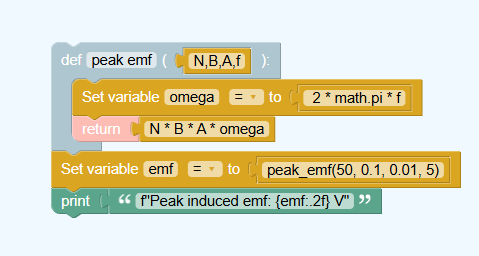 def peak emf ( N,B,A,f ):
Set variable omega = to 2 * math.pi * f
return N * B * A * omega
Set variable emf = to peak_emf(50, 0.1, 0.01, 5)
print “ f"Peak induced emf: {emf:.2f} V" ”